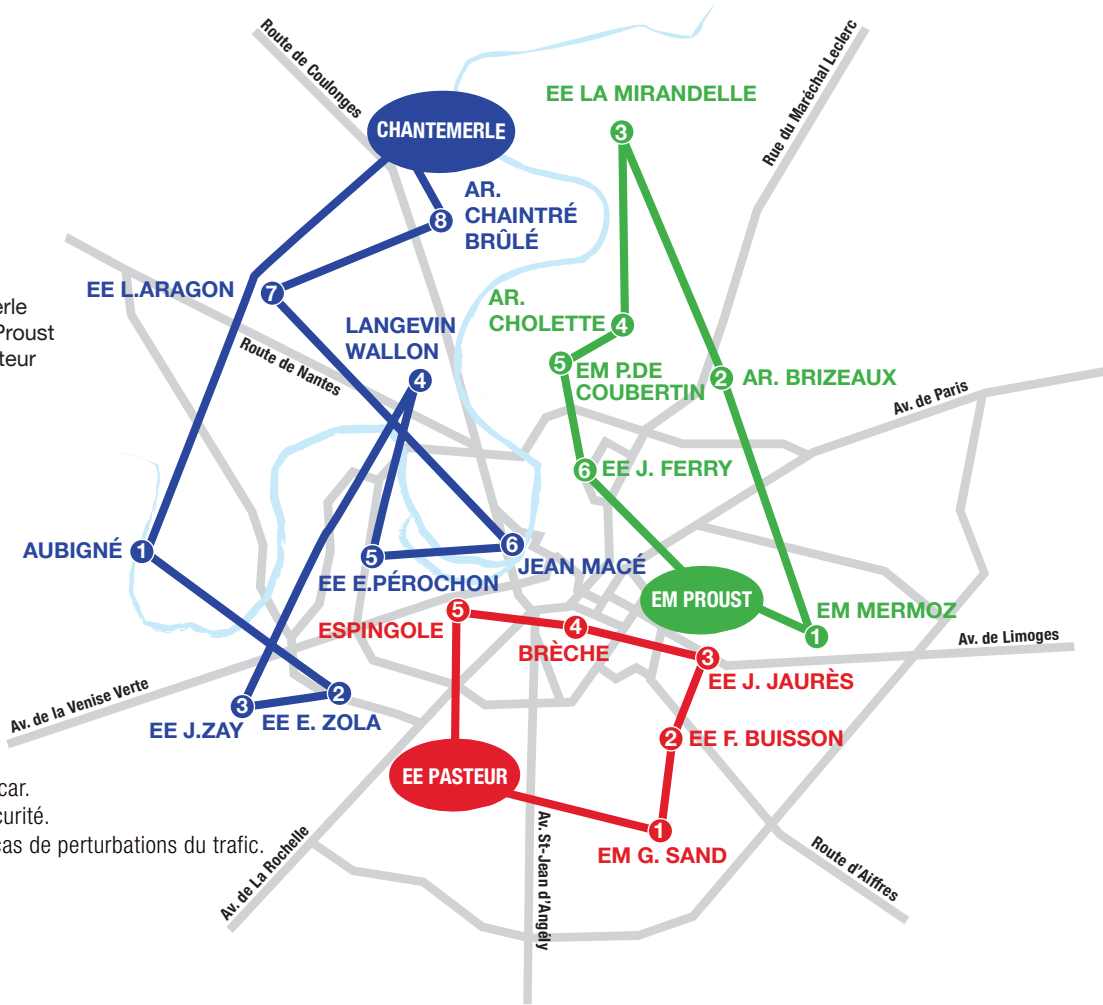 Route de Coulonges
Rue du Maréchal Leclerc
EE LA MIRANDELLE
3
CHANTEMERLE
AR.
CHAINTRÉ
BRÛLÉ
8
EE L.ARAGON
7
erle
Proust
teur
LANGEVIN
WALLON
4
Route de Nantes
AR.
CHOLETTE
4
5
EM P.DE
COUBERTIN
2
AR. BRIZEAUX
Av. de Paris
6
EE J. FERRY
AUBIGNÉ
1
5
EE E.PÉROCHON
6
JEAN MACÉ
EM PROUST
EM MERMOZ
1
Av. de Limoges
ESPINGOLE
5
4
BRÈCHE
3
EE J. JAURÈS
Av. de la Venise Verte
3
EE J.ZAY
2
EE E. ZOLA
2
EE F. BUISSON
EE PASTEUR
1
EM G. SAND
car.
curité.
cas de perturbations du trafic.
Av. de La Rochelle
Av. St-Jean d'Angély
Route d'Aiffres